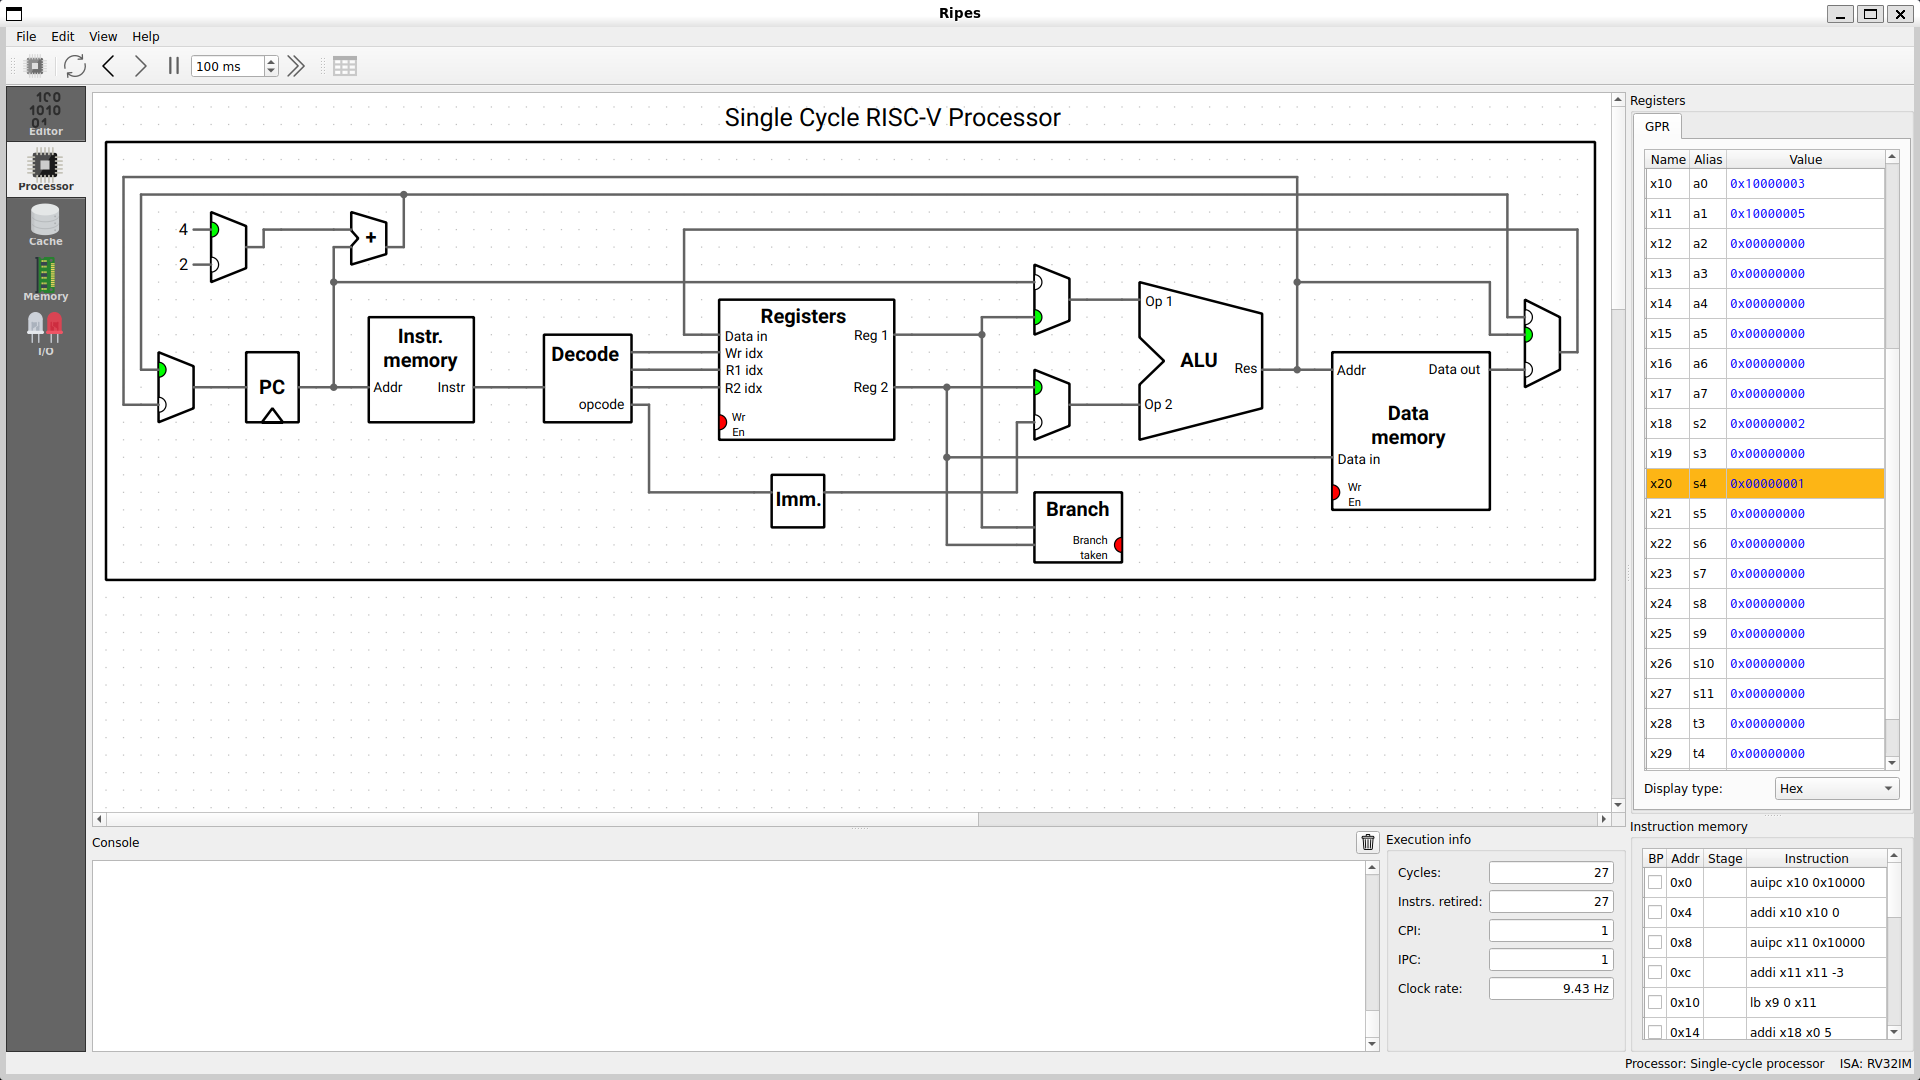 Ripes
File Edit View Help
100 ms
Editor
Processor
Cache
Memory
I/O
Single Cycle RISC-V Processor
4
2
+
PC
Instr. memory
Addr Instr
Decode
opcode
Registers
Data in
Wr idx
R1 idx
R2 idx
Wr En
Reg 1
Reg 2
Imm.
Op 1
Op 2
ALU
Res
Branch
Branch taken
Addr
Data out
Data memory
Data in
Wr En
Registers
GPR
Name Alias Value
x10 a0 0x10000003
x11 a1 0x10000005
x12 a2 0x00000000
x13 a3 0x00000000
x14 a4 0x00000000
x15 a5 0x00000000
x16 a6 0x00000000
x17 a7 0x00000000
x18 s2 0x00000002
x19 s3 0x00000000
x20 s4 0x00000001
x21 s5 0x00000000
x22 s6 0x00000000
x23 s7 0x00000000
x24 s8 0x00000000
x25 s9 0x00000000
x26 s10 0x00000000
x27 s11 0x00000000
x28 t3 0x00000000
x29 t4 0x00000000
Display type: Hex
Console
Execution info
Cycles: 27
Instrs. retired: 27
CPI: 1
IPC: 1
Clock rate: 9.43 Hz
Instruction memory
BP Addr Stage Instruction
0x0 auipc x10 0x10000
0x4 addi x10 x10 0
0x8 auipc x11 0x10000
0xc addi x11 x11 -3
0x10 lb x9 0 x11
0x14 addi x18 x0 5
Processor: Single-cycle processor ISA: RV32IM